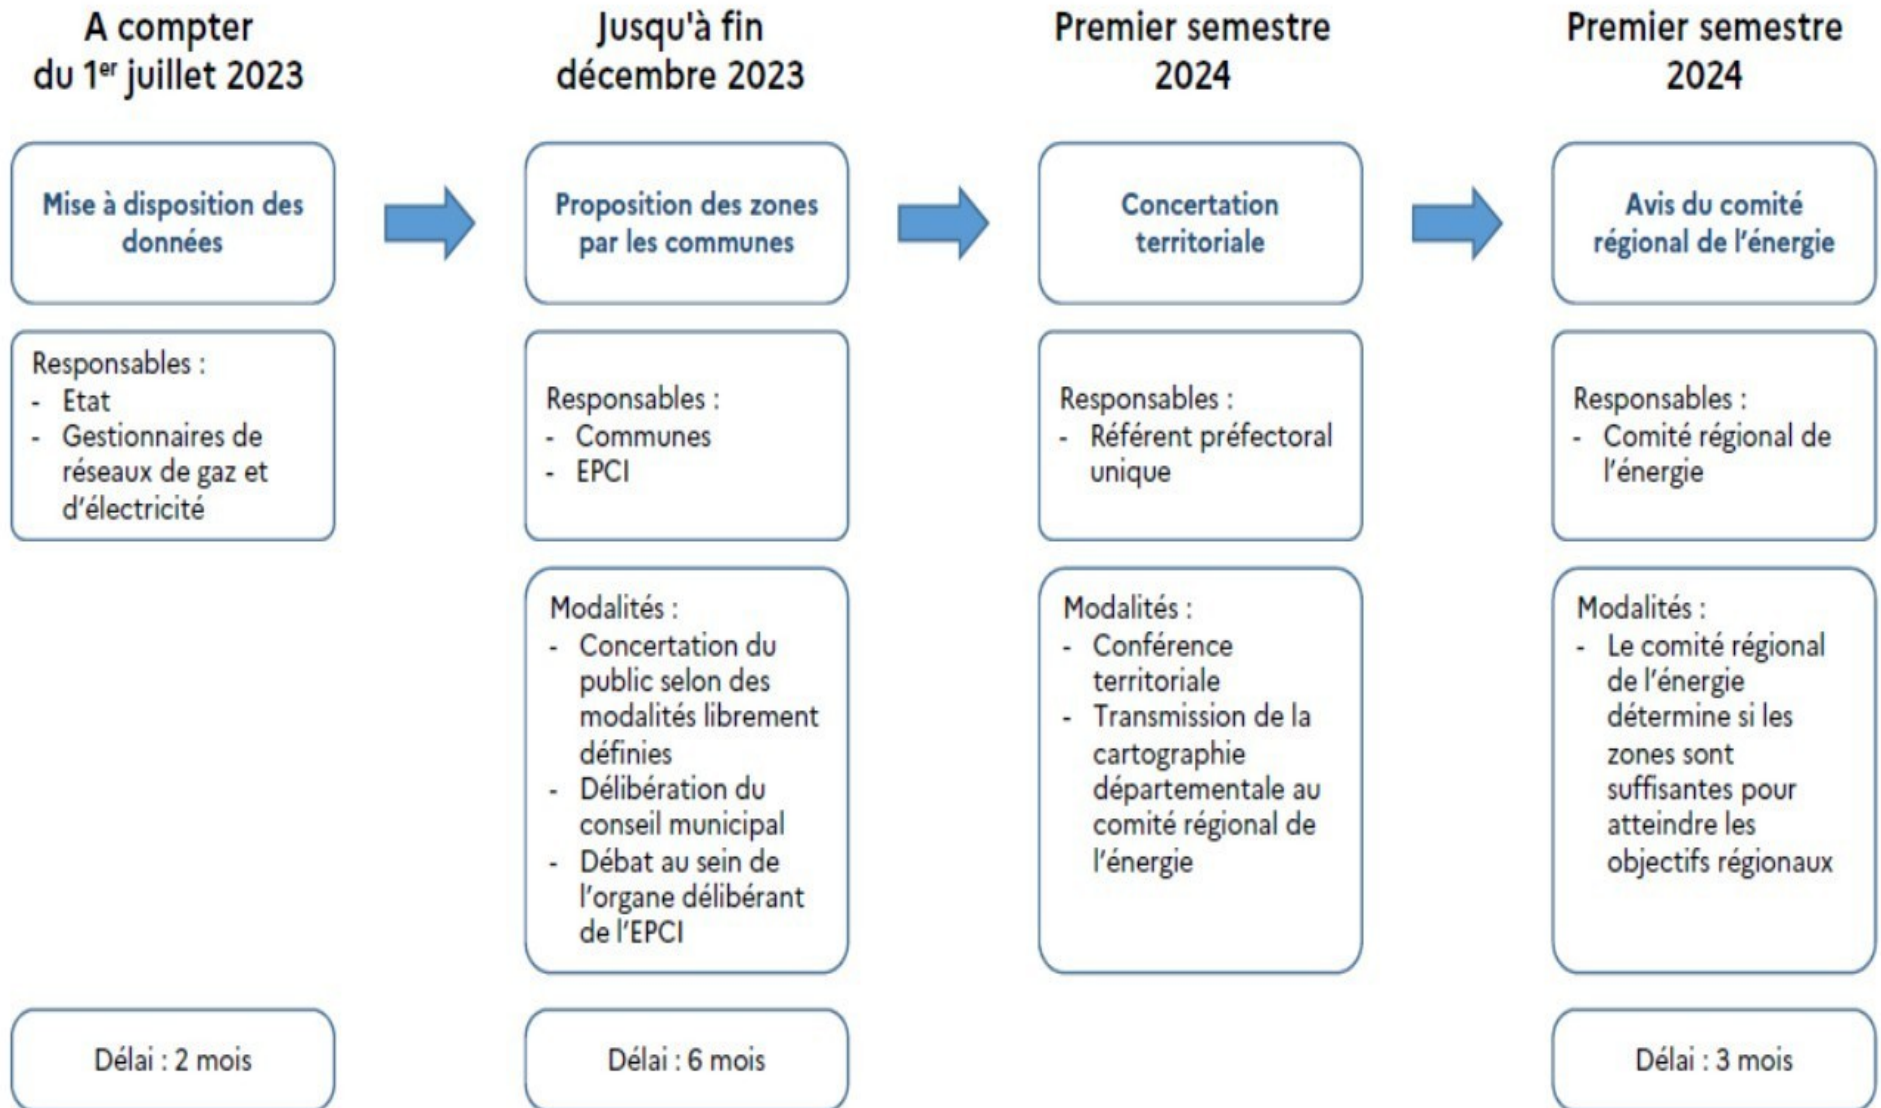 A compter
du 1er juillet 2023
Jusqu'à fin
décembre 2023
Premier semestre
2024
Premier semestre
2024
Mise à disposition des
données
Proposition des zones
par les communes
Concertation
territoriale
Avis du comité
régional de l'énergie
Responsables :
- Etat
- Gestionnaires de
réseaux de gaz et
d'électricité
Responsables :
- Communes
- EPCI
Responsables :
- Référent préfectoral
unique
Responsables :
- Comité régional de
l'énergie
Modalités :
- Concertation du
public selon des
modalités librement
définies
- Délibération du
conseil municipal
- Débat au sein de
l'organe délibérant
de l'EPCI
Modalités :
- Conférence
territoriale
- Transmission de la
cartographie
départementale au
comité régional de
l'énergie
Modalités :
- Le comité régional
de l'énergie
détermine si les
zones sont
suffisantes pour
atteindre les
objectifs régionaux
Délai : 2 mois
Délai : 6 mois
Délai : 3 mois